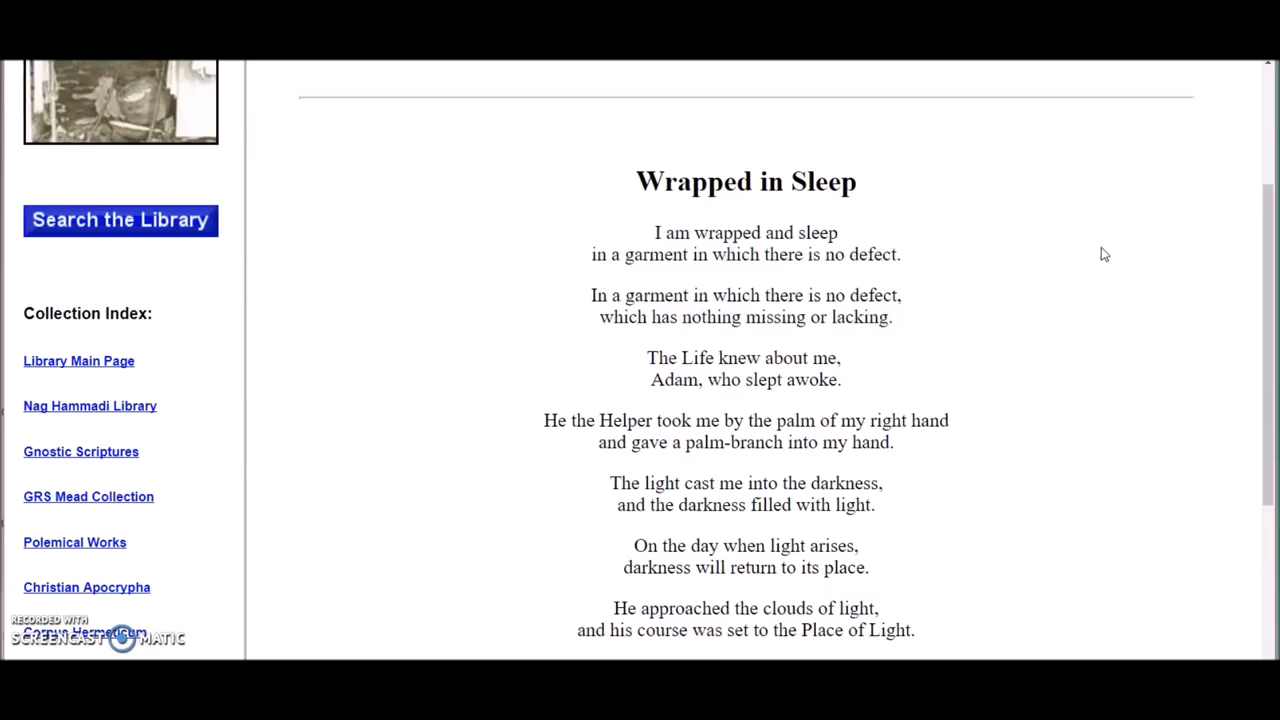 Search the Library
Collection Index:
Library Main Page
Nag Hammadi Library
Gnostic Scriptures
GRS Mead Collection
Polemical Works
Christian Apocrypha
Corpus Hermeticum
RECORDED WITH
SCREENCAST MATIC
Wrapped in Sleep
I am wrapped and sleep
in a garment in which there is no defect.
In a garment in which there is no defect,
which has nothing missing or lacking.
The Life knew about me,
Adam, who slept awoke.
He the Helper took me by the palm of my right hand
and gave a palm-branch into my hand.
The light cast me into the darkness,
and the darkness filled with light.
On the day when light arises,
darkness will return to its place.
He approached the clouds of light,
and his course was set to the Place of Light.